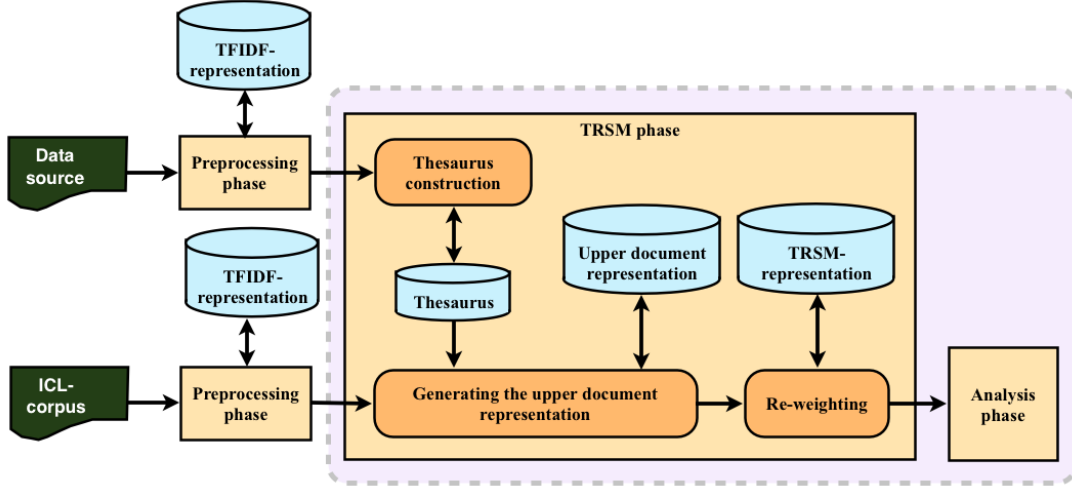 TFIDF-
representation
TRSM phase
Data
source
Preprocessing
phase
Thesaurus
construction
TFIDF-
representation
Upper document
representation
TRSM-
representation
Thesaurus
ICL-
corpus
Preprocessing
phase
Generating the upper document
representation
Re-weighting
Analysis
phase